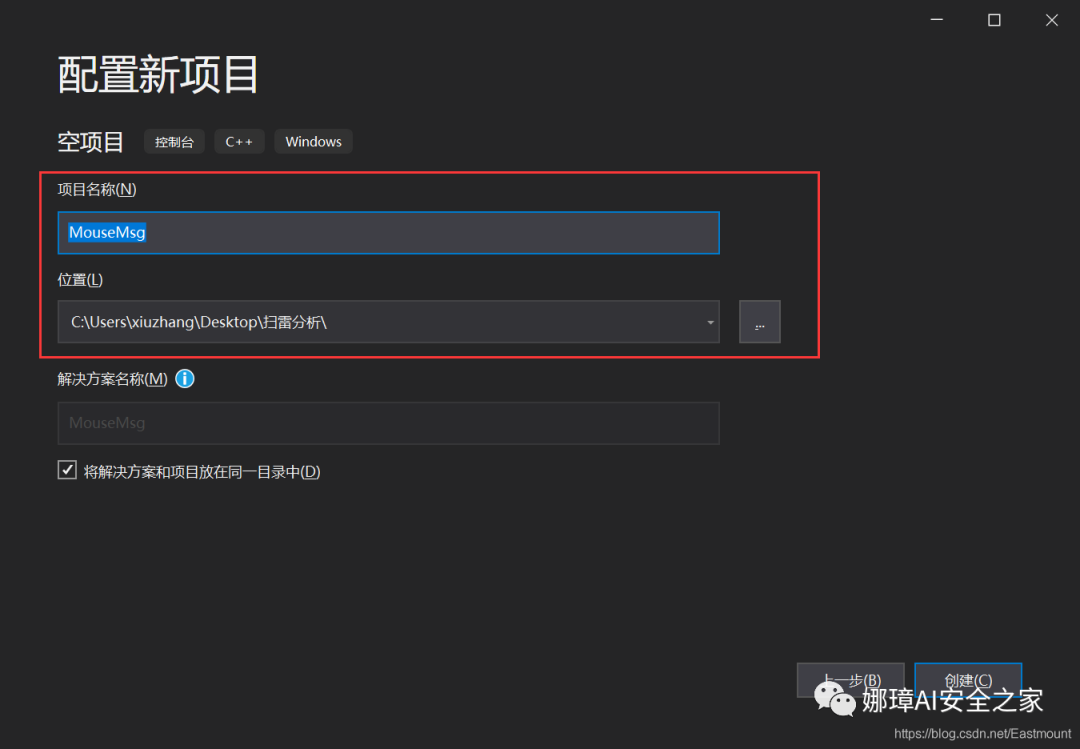 配置新项目
空项目 控制台 C++ Windows
项目名称(N)
MouseMsg
位置(L)
C:\Users\xiuzhang\Desktop\扫雷分析\
...
解决方案名称(M)
MouseMsg
将解决方案和项目放在同一目录中(D)
上一步(B) 创建(C)
娜璋AI安全之家
https://blog.csdn.net/Eastmount